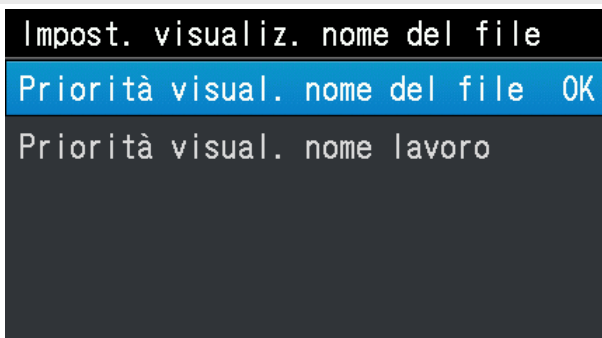 Impost. visualiz. nome del file
Priorità visual. nome del file OK
Priorità visual. nome lavoro